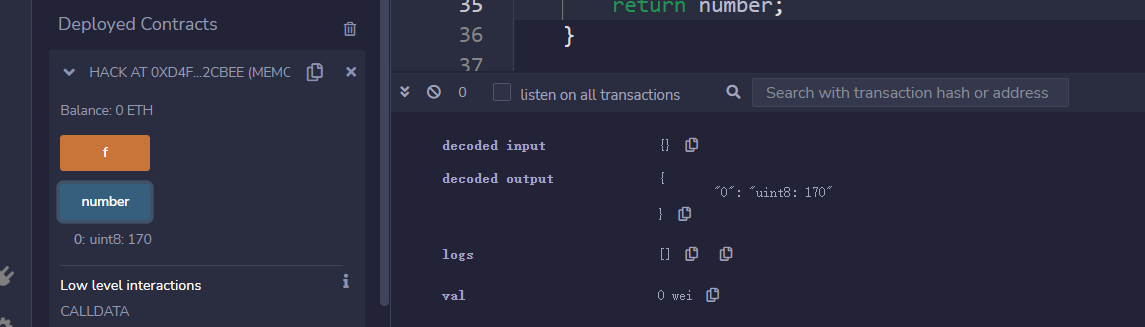 Deployed Contracts
HACK AT 0XD4F...2CBEE (MEMO
Balance: 0 ETH
f
number
0: uint8: 170
Low level interactions
i
CALLDATA
35 return number;
36 }
37
0 listen on all transactions Search with transaction hash or address
decoded input {}
decoded output {
"0": "uint8: 170"
}
logs []
val 0 wei